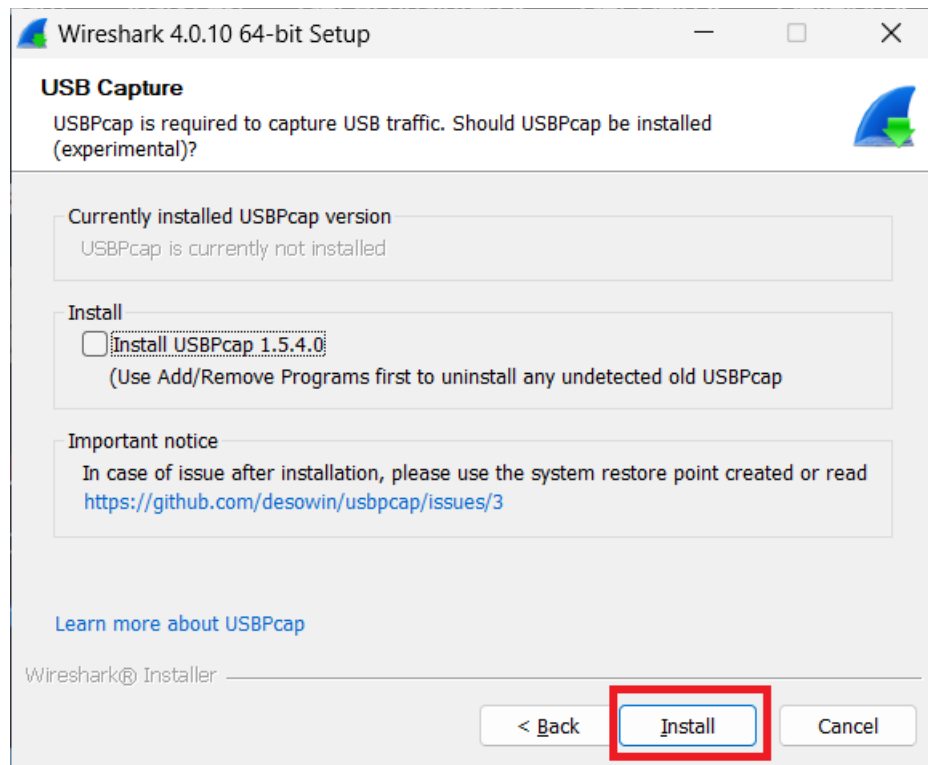 Wireshark 4.0.10 64-bit Setup
USB Capture
USBPcap is required to capture USB traffic. Should USBPcap be installed
(experimental)?
Currently installed USBPcap version
USBPcap is currently not installed
Install
Install USBPcap 1.5.4.0
(Use Add/Remove Programs first to uninstall any undetected old USBPcap
Important notice
In case of issue after installation, please use the system restore point created or read
https://github.com/desowin/usbpcap/issues/3
Learn more about USBPcap
Wireshark® Installer
< Back Install Cancel